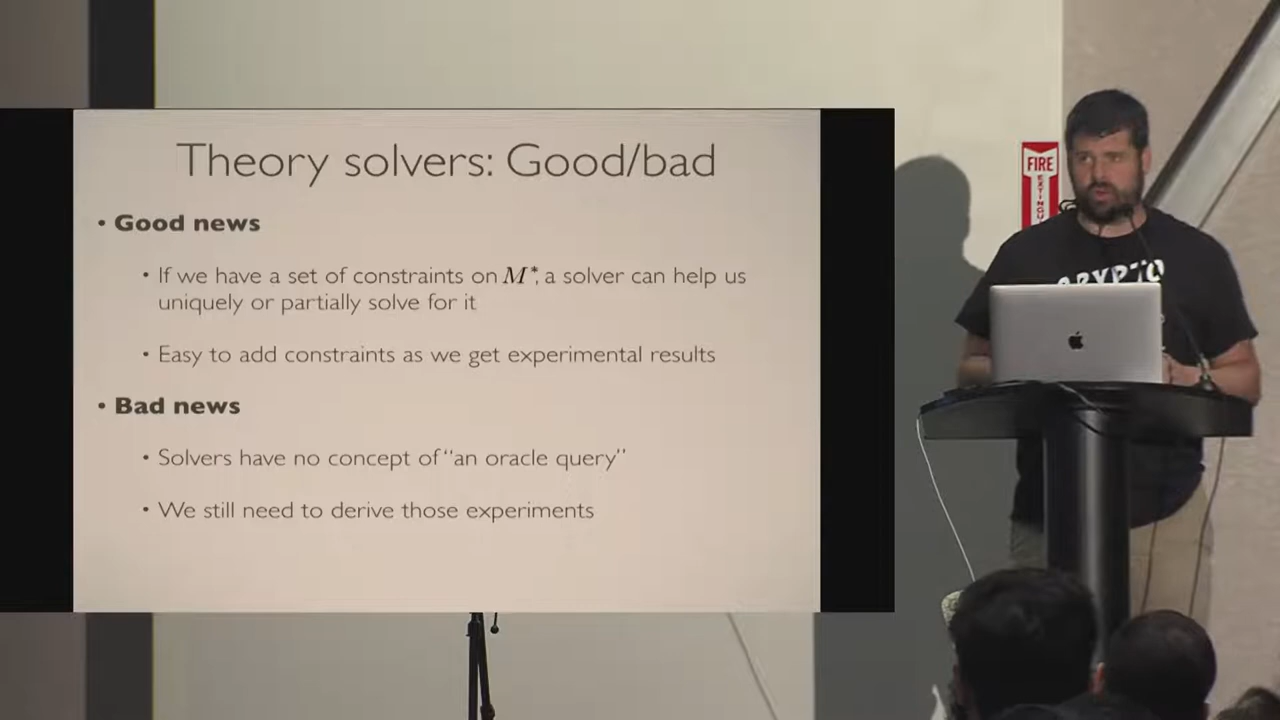 Theory solvers: Good/bad
• Good news
• If we have a set of constraints on M*, a solver can help us
uniquely or partially solve for it
• Easy to add constraints as we get experimental results
• Bad news
• Solvers have no concept of “an oracle query”
• We still need to derive those experiments
FIRE
CRYPTO